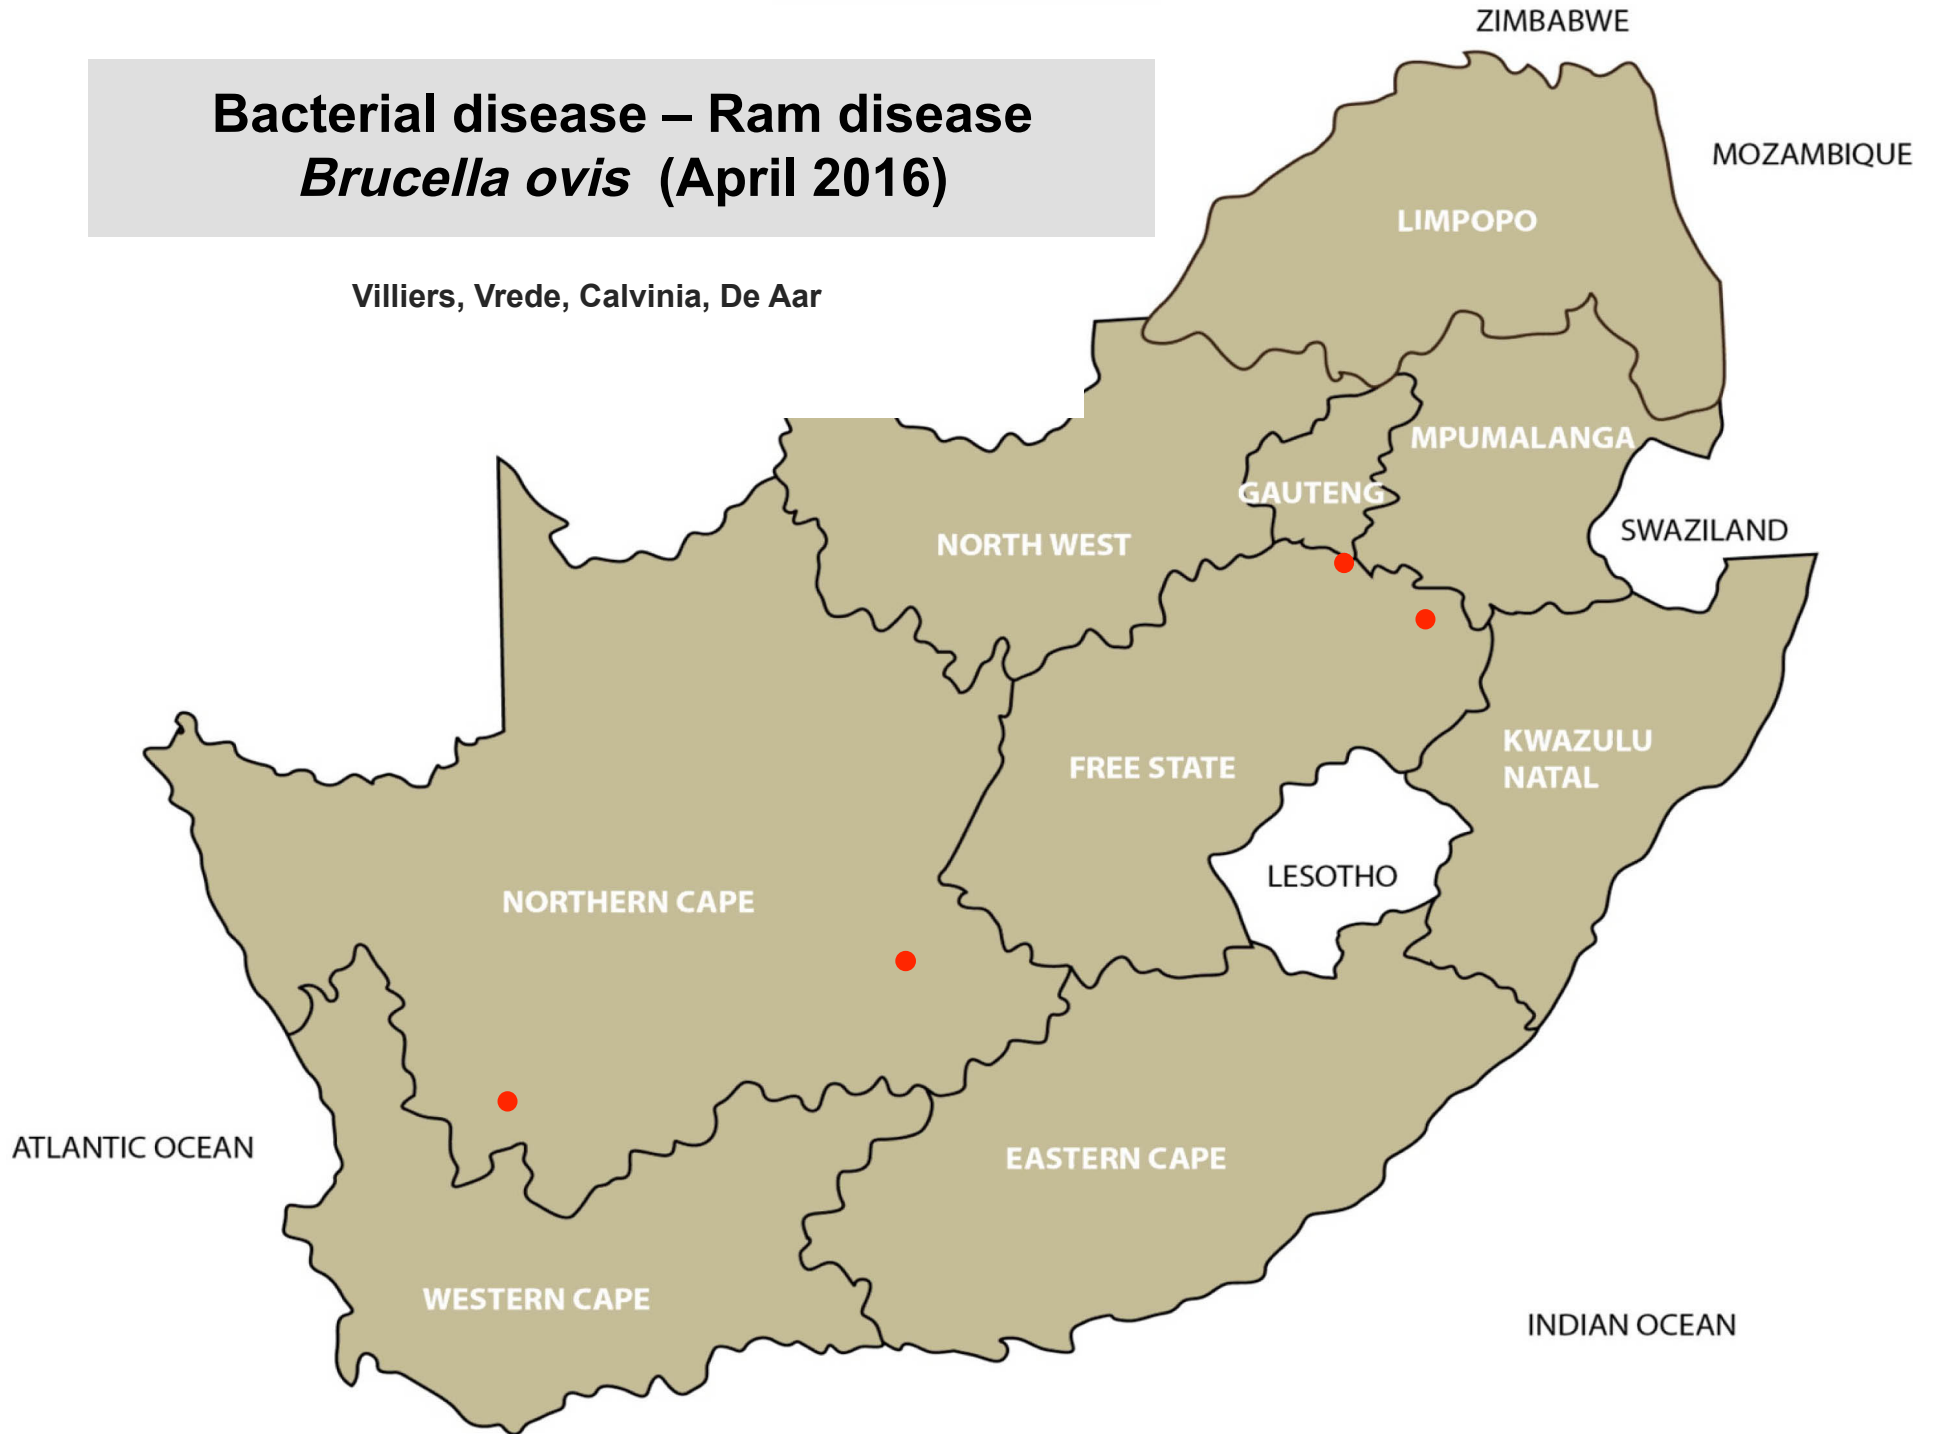 ZIMBABWE
Bacterial disease – Ram disease
Brucella ovis (April 2016)
MOZAMBIQUE
LIMPOPO
Villiers, Vrede, Calvinia, De Aar
MPUMALANGA
GAUTENG
SWAZILAND
NORTH WEST
KWAZULU
NATAL
FREE STATE
LESOTHO
NORTHERN CAPE
ATLANTIC OCEAN
EASTERN CAPE
WESTERN CAPE
INDIAN OCEAN